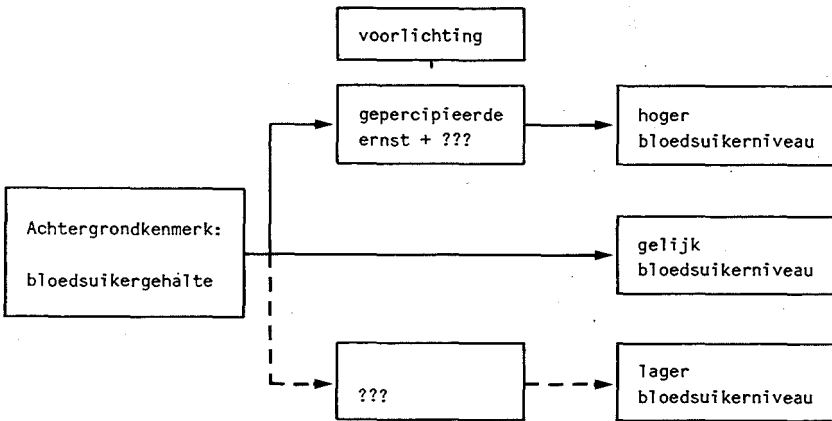 voorlichting
gepercipieerde
ernst + ???
hoger
bloedsuikerniveau
Achtergrondkenmerk:
bloedsuikergehalte
gelijk
bloedsuikerniveau
???
lager
bloedsuikerniveau